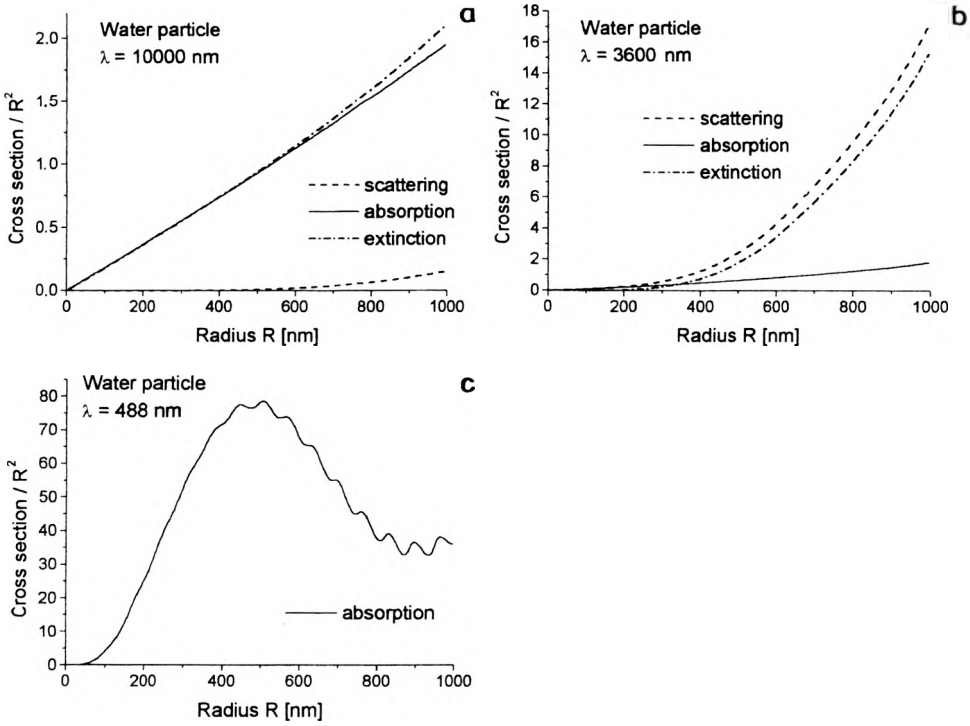 a
Water particle
λ = 10000 nm
Cross section / R²
2.0
1.5
1.0
0.5
0.0
scattering
absorption
extinction
0 200 400 600 800 1000
Radius R [nm]
b
Water particle
λ = 3600 nm
Cross section / R²
18
16
14
12
10
8
6
4
2
0
scattering
absorption
extinction
0 200 400 600 800 1000
Radius R [nm]
c
Water particle
λ = 488 nm
Cross section / R²
80
70
60
50
40
30
20
10
0
absorption
0 200 400 600 800 1000
Radius R [nm]